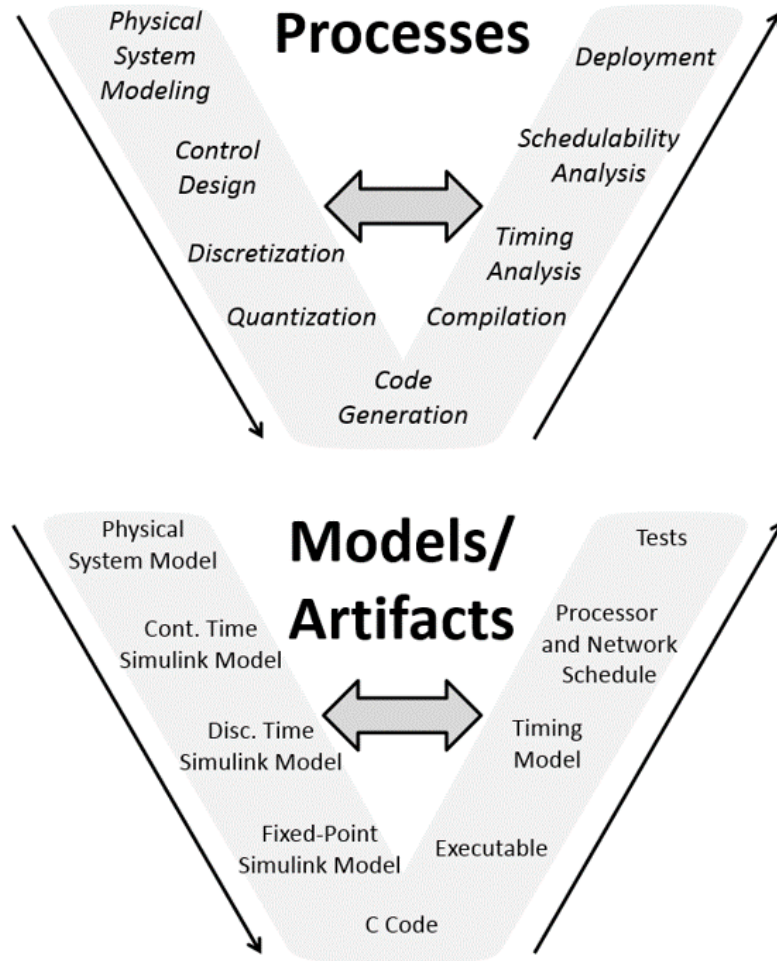 Processes
Physical
System
Modeling
Control
Design
Discretization
Quantization
Code
Generation
Compilation
Timing
Analysis
Schedulability
Analysis
Deployment
Models/
Artifacts
Physical
System Model
Cont. Time
Simulink Model
Disc. Time
Simulink Model
Fixed-Point
Simulink Model
C Code
Executable
Timing
Model
Processor
and Network
Schedule
Tests